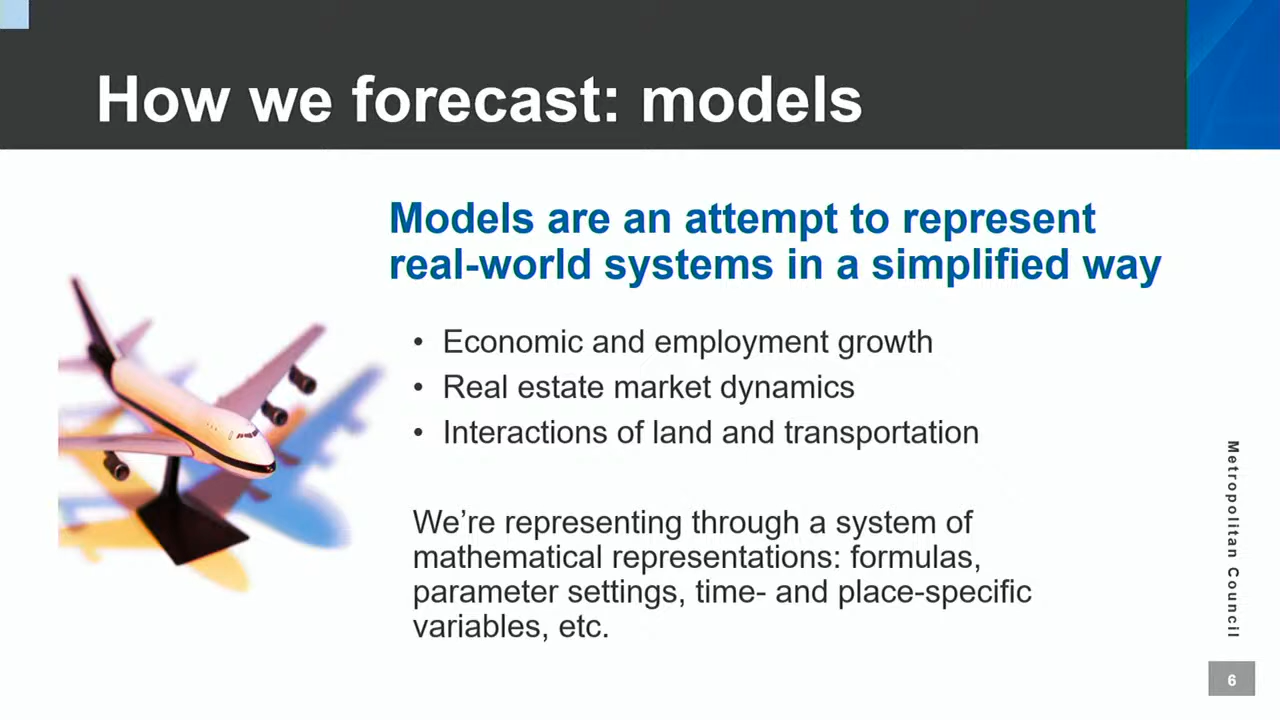 How we forecast: models
Models are an attempt to represent
real-world systems in a simplified way
• Economic and employment growth
• Real estate market dynamics
• Interactions of land and transportation
We’re representing through a system of
mathematical representations: formulas,
parameter settings, time- and place-specific
variables, etc.
Metropolitan Council
6